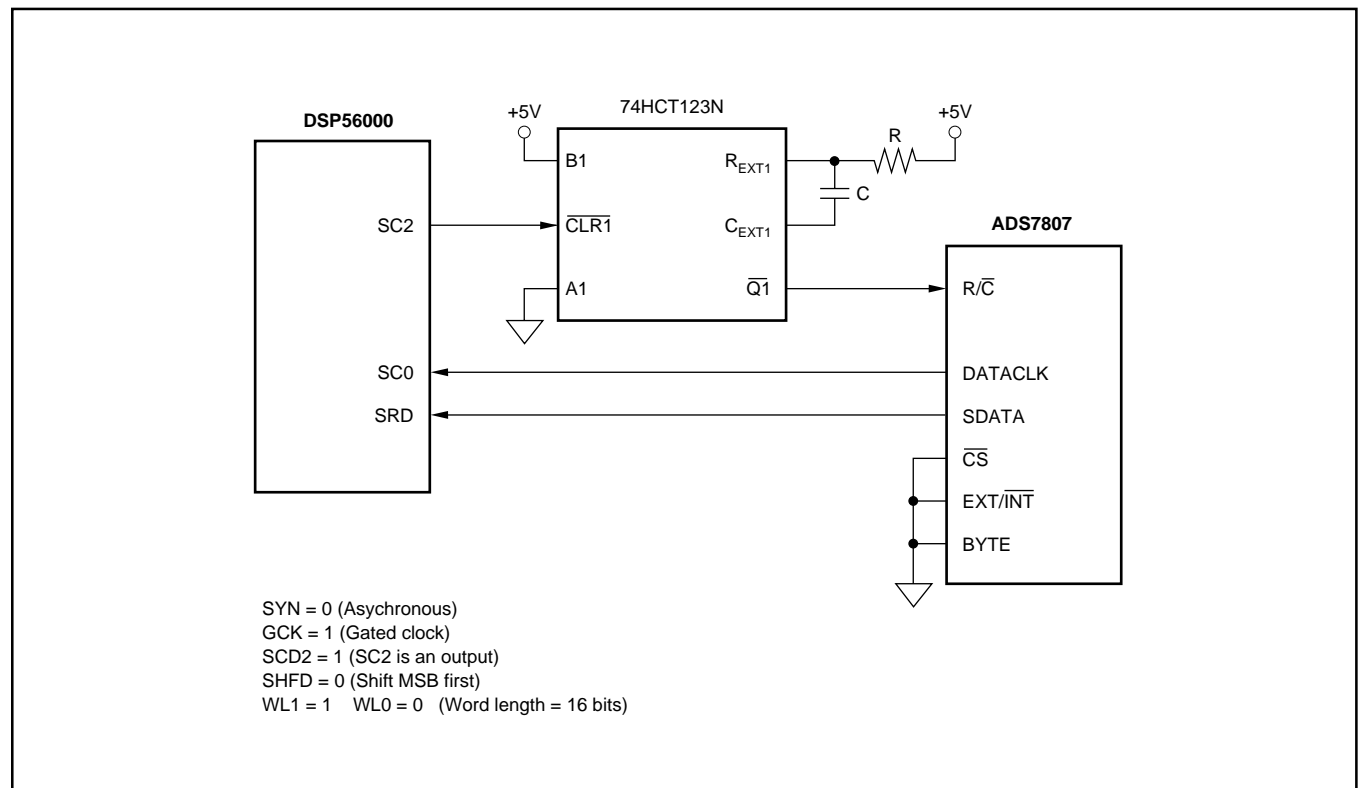 DSP56000
SC2
SC0
SRD
+5V
74HCT123N
B1
CLR1
A1
REXT1
CEXT1
Q1
R
+5V
C
ADS7807
R/C
DATACLK
SDATA
CS
EXT/INT
BYTE
SYN = 0 (Asychronous)
GCK = 1 (Gated clock)
SCD2 = 1 (SC2 is an output)
SHFD = 0 (Shift MSB first)
WL1 = 1 WL0 = 0 (Word length = 16 bits)